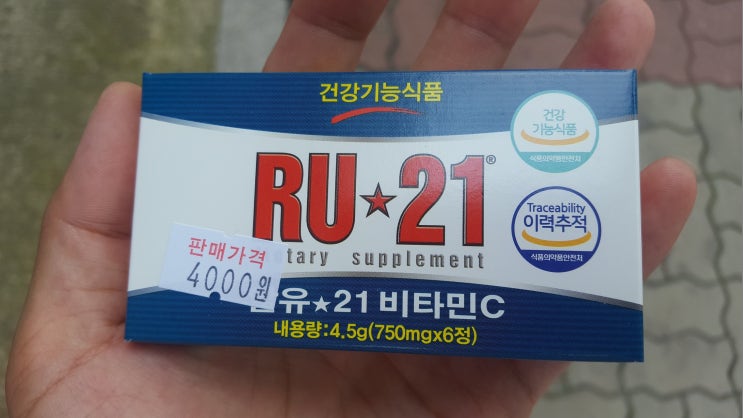 건강기능식품
건강
기능식품
식품의약품안전처
RU★21®
Traceability
이력추적
식품의약품안전처
supplement
판매가격
4000원
유★21 비타민C
내용량:4.5g(750mgx6정)